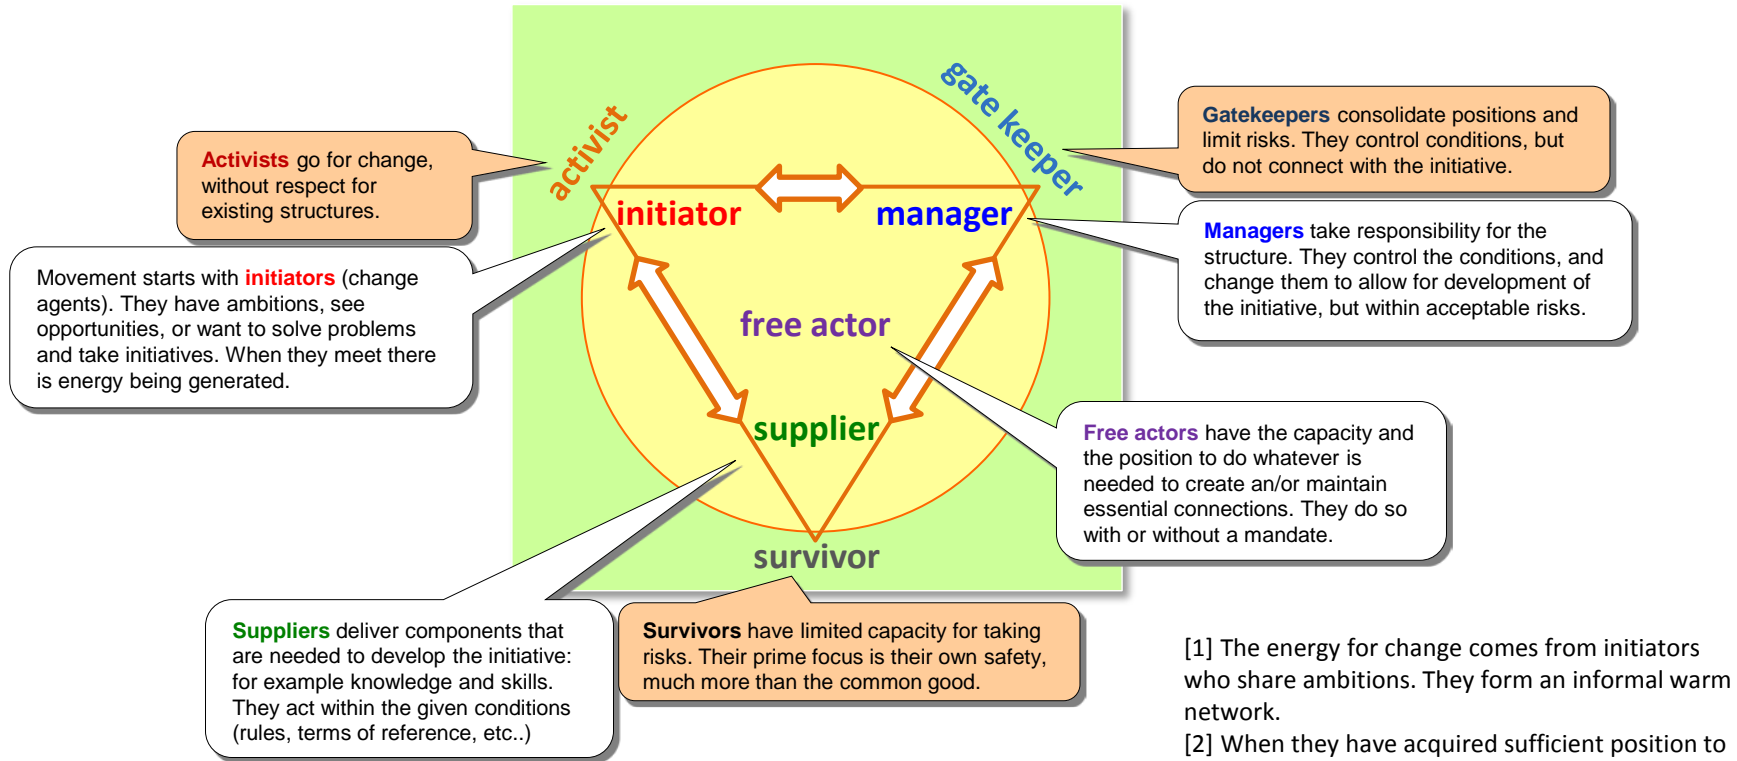 activist
gate keeper
Gatekeepers consolidate positions and
limit risks. They control conditions, but
do not connect with the initiative.
Activists go for change,
without respect for
existing structures.
initiator
manager
Managers take responsibility for the
structure. They control the conditions, and
change them to allow for development of
the initiative, but within acceptable risks.
Movement starts with initiators (change
agents). They have ambitions, see
opportunities, or want to solve problems
and take initiatives. When they meet there
is energy being generated.
free actor
supplier
Free actors have the capacity and
the position to do whatever is
needed to create an/or maintain
essential connections. They do so
with or without a mandate.
survivor
Suppliers deliver components that
are needed to develop the initiative:
for example knowledge and skills.
They act within the given conditions
(rules, terms of reference, etc..)
Survivors have limited capacity for taking
risks. Their prime focus is their own safety,
much more than the common good.
[1] The energy for change comes from initiators
who share ambitions. They form an informal warm
network.
[2] When they have acquired sufficient position to